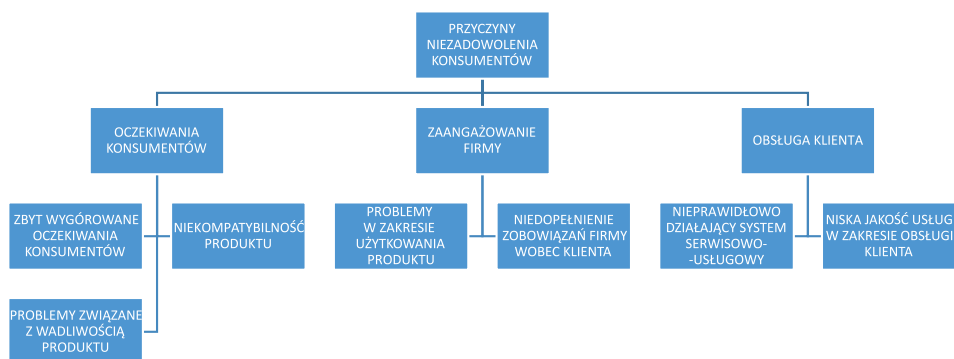 PRZYCZYNY
NIEZADOWOLENIA
KONSUMENTÓW
OCZEKIWANIA
KONSUMENTÓW
ZAANGAŻOWANIE
FIRMY
OBSŁUGA KLIENTA
ZBYT WYGÓROWANE
OCZEKIWANIA
KONSUMENTÓW
NIEKOMPATYBILNOŚĆ
PRODUKTU
PROBLEMY
W ZAKRESIE
UŻYTKOWANIA
PRODUKTU
NIEDOPEŁNIENIE
ZOBOWIĄZAŃ FIRMY
WOBEC KLIENTA
NIEPRAWIDŁOWO
DZIAŁAJĄCY SYSTEM
SERWISOWO-
-USŁUGOWY
NISKA JAKOŚĆ USŁUG
W ZAKRESIE OBSŁUGI
KLIENTA
PROBLEMY ZWIĄZANE
Z WADLIWOŚCIĄ
PRODUKTU